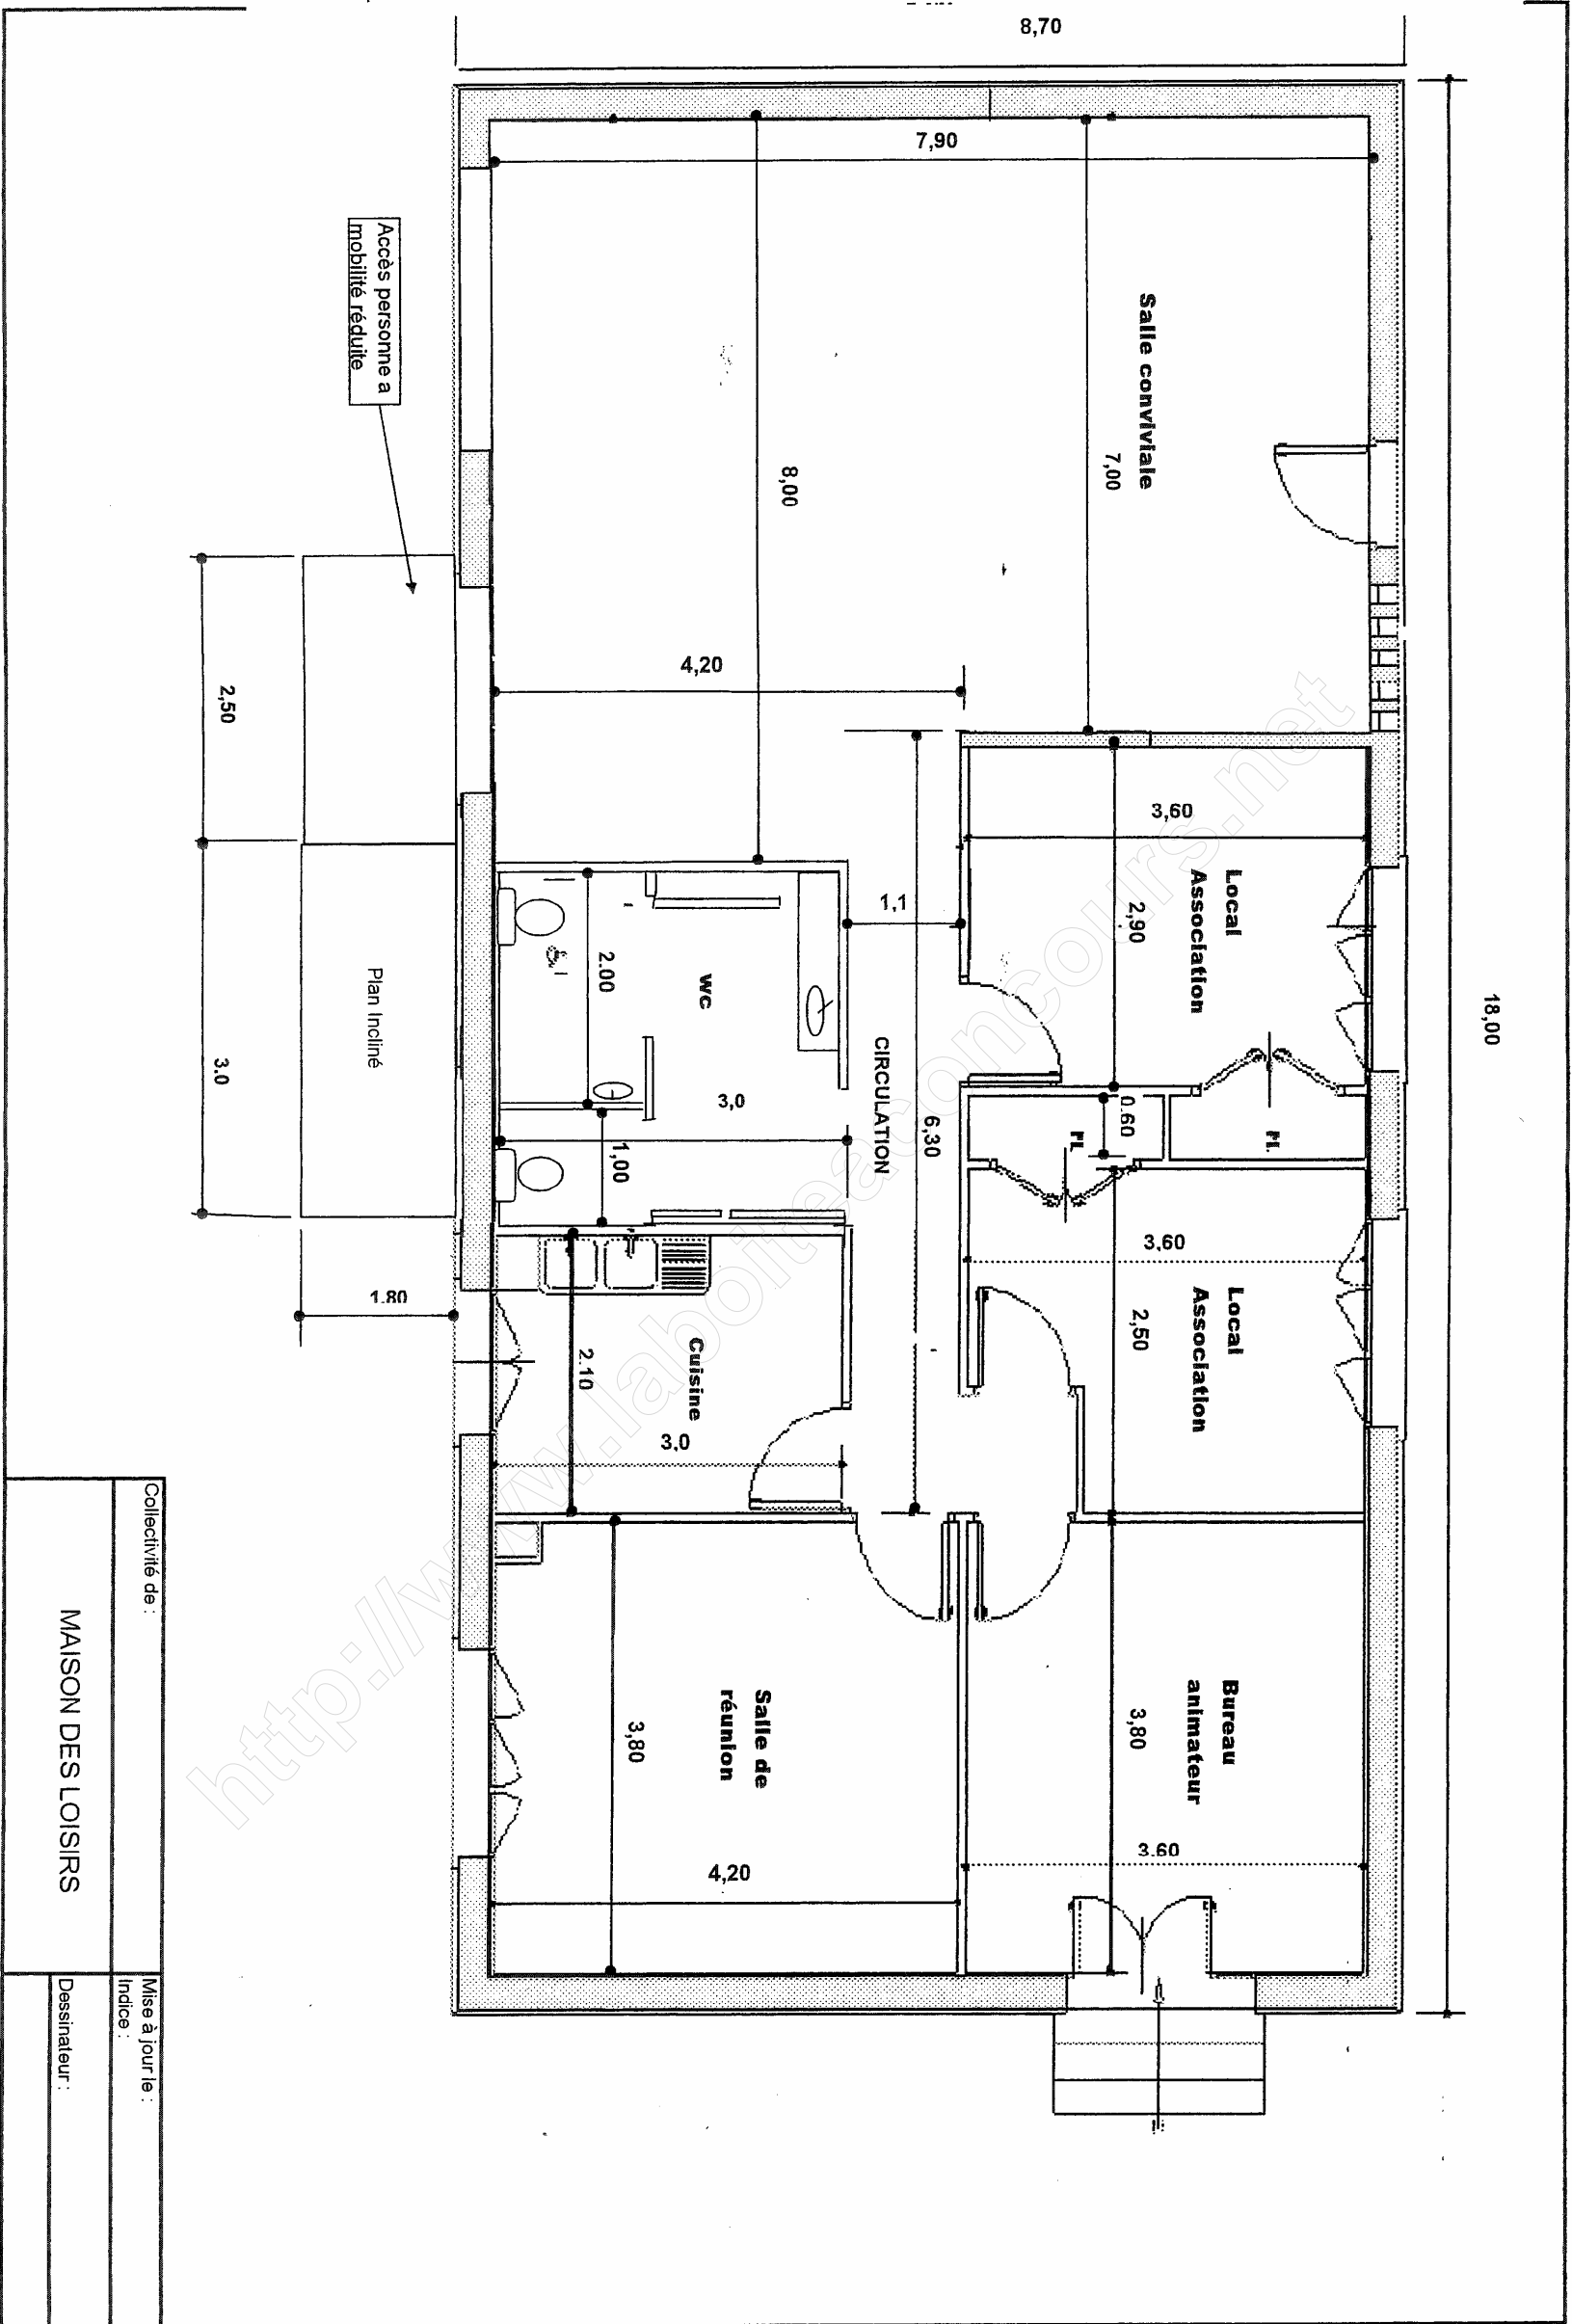 8,70
18,00
7,90
Salle conviviale
7,00
8,00
4,20
Accès personne a
mobilité réduite
2,50
3.0
Plan Incliné
1.80
3,60
Local
Association
2,90
1,1
CIRCULATION
6,30
wc
2.00
3,0
1,00
0.60
PL
PL
3,60
Local
Association
2,50
Cuisine
2.10
3,0
Bureau
animateur
3,80
3.60
Salle de
réunion
3,80
4,20
http://www.laboiteaconcours.net
Collectivité de :
MAISON DES LOISIRS
Mise à jour le :
Indice :
Dessinateur :